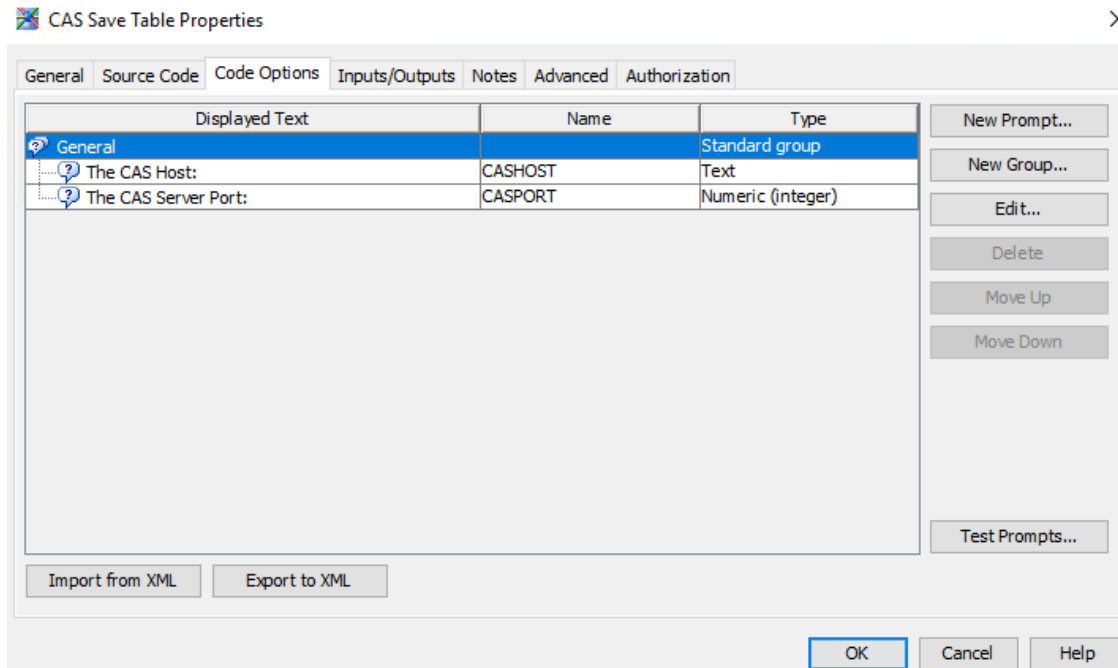 CAS Save Table Properties
General Source Code Code Options Inputs/Outputs Notes Advanced Authorization
Displayed Text Name Type
General Standard group
The CAS Host: CASHOST Text
The CAS Server Port: CASPORT Numeric (integer)
New Prompt...
New Group...
Edit...
Delete
Move Up
Move Down
Test Prompts...
Import from XML Export to XML
OK Cancel Help